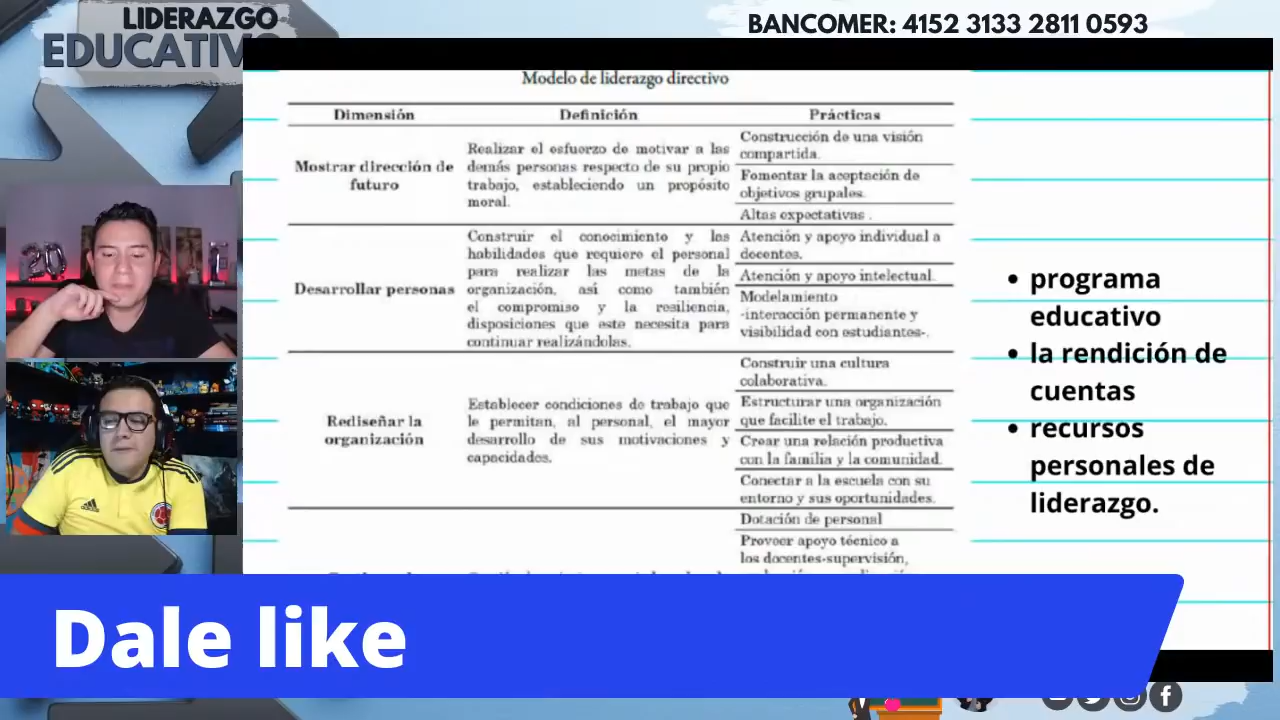 LIDERAZGO
EDUCATIVO
BANCOMER: 4152 3133 2811 0593
Modelo de liderazgo directivo
Dimensión
Definición
Prácticas
Mostrar dirección de
futuro
Realizar el esfuerzo de motivar a las
demás personas respecto de su propio
trabajo, estableciendo un propósito
moral.
Construcción de una visión
compartida.
Fomentar la aceptación de
objetivos grupales.
Altas expectativas .
Desarrollar personas
Construir el conocimiento y las
habilidades que requiere el personal
para realizar las metas de la
organización, así como también
el compromiso y la resiliencia,
disposiciones que este necesita para
continuar realizándolas.
Atención y apoyo individual a
docentes.
Atención y apoyo intelectual.
Modelamiento
-interacción permanente y
visibilidad con estudiantes-.
Rediseñar la
organización
Establecer condiciones de trabajo que
le permitan, al personal, el mayor
desarrollo de sus motivaciones y
capacidades.
Construir una cultura
colaborativa.
Estructurar una organización
que facilite el trabajo.
Crear una relación productiva
con la familia y la comunidad.
Conectar a la escuela con su
entorno y sus oportunidades.
Dotación de personal
Proveer apoyo técnico a
los docentes-supervisión,
• programa
educativo
• la rendición de
cuentas
• recursos
personales de
liderazgo.
20
Dale like